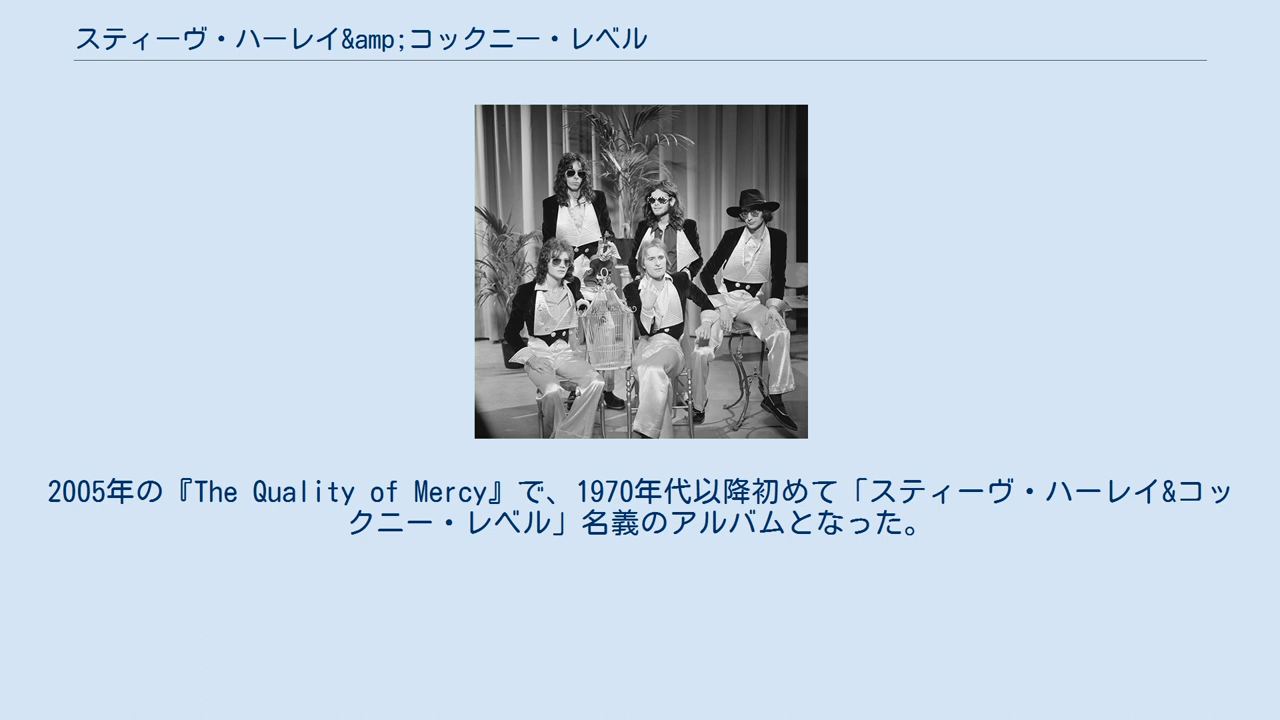 スティーヴ・ハーレイ&amp;コックニー・レベル
2005年の『The Quality of Mercy』で、1970年代以降初めて「スティーヴ・ハーレイ&コッ
クニー・レベル」名義のアルバムとなった。